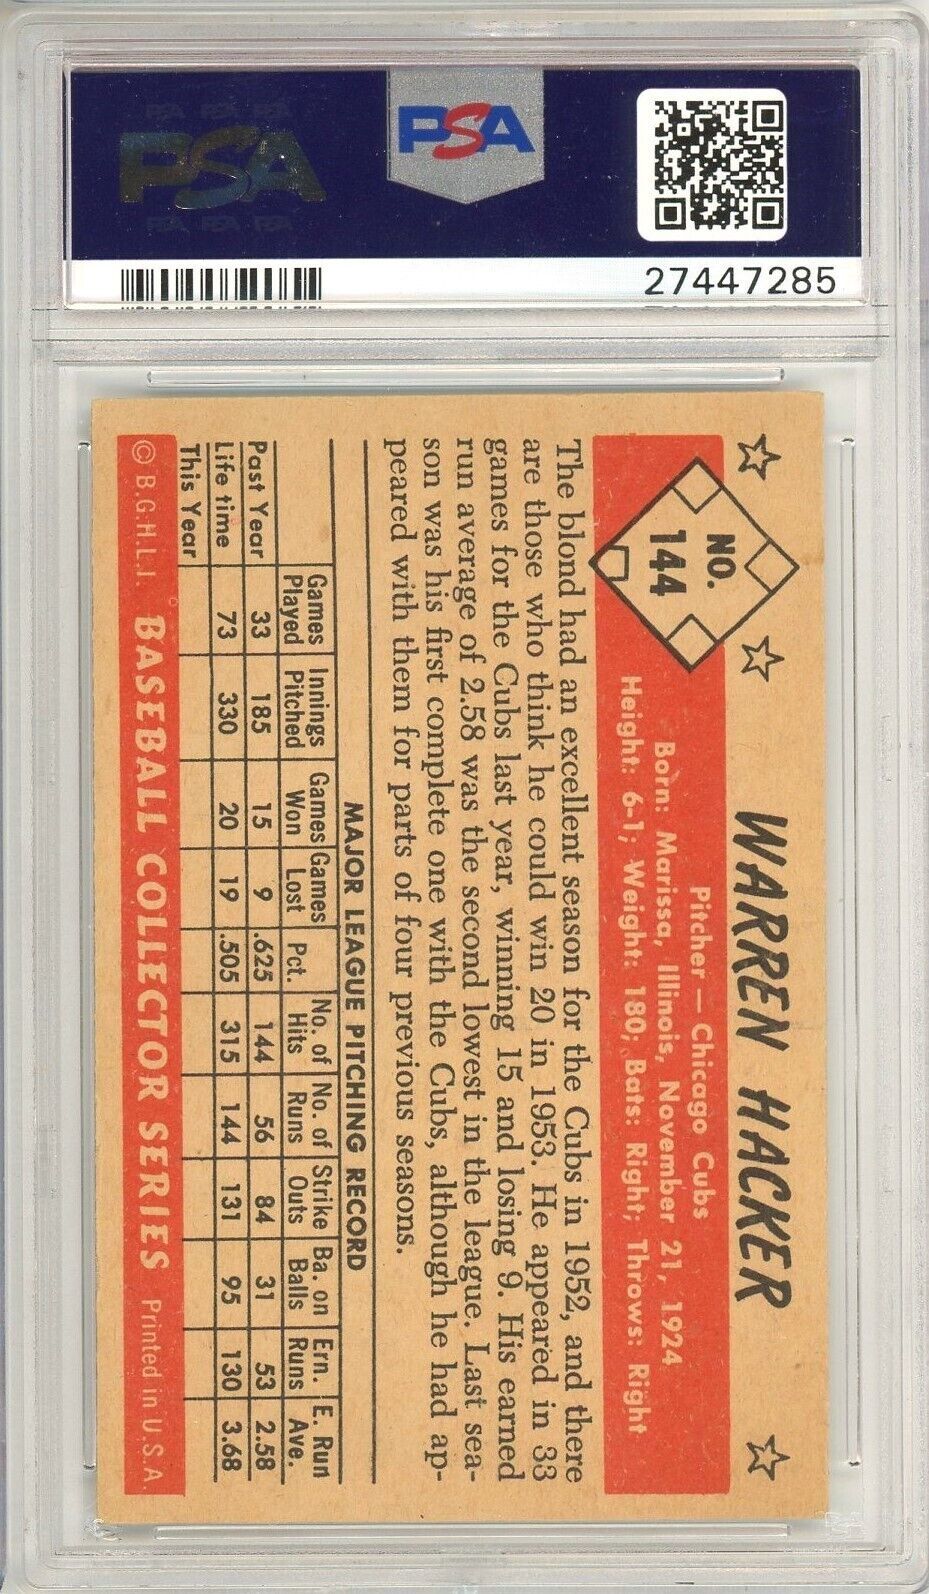 PSA PSA PSA
PSA
PSA PSA PSA
PSA
27447285
NO.
144
WARREN HACKER
Pitcher — Chicago Cubs
Born: Marissa, Illinois, November 21, 1924
Height: 6-1; Weight: 180; Bats: Right; Throws: Right
The blond had an excellent season for the Cubs in 1952, and there
are those who think he could win 20 in 1953. He appeared in 33
games for the Cubs last year, winning 15 and losing 9. His earned
run average of 2.58 was the second lowest in the league. Last sea-
son was his first complete one with the Cubs, although he had ap-
peared with them for parts of four previous seasons.
MAJOR LEAGUE PITCHING RECORD
Games Innings Games Games No. of No. of Strike Ba. on Ern. E. Run
Played Pitched Won Lost Pct. Hits Runs Outs Balls Runs Ave.
Past Year 33 185 15 9 .625 144 56 84 31 53 2.58
Life time 73 330 20 19 .505 315 144 131 95 130 3.68
This Year
© B.G.H.L.I. BASEBALL COLLECTOR SERIES Printed in U.S.A.